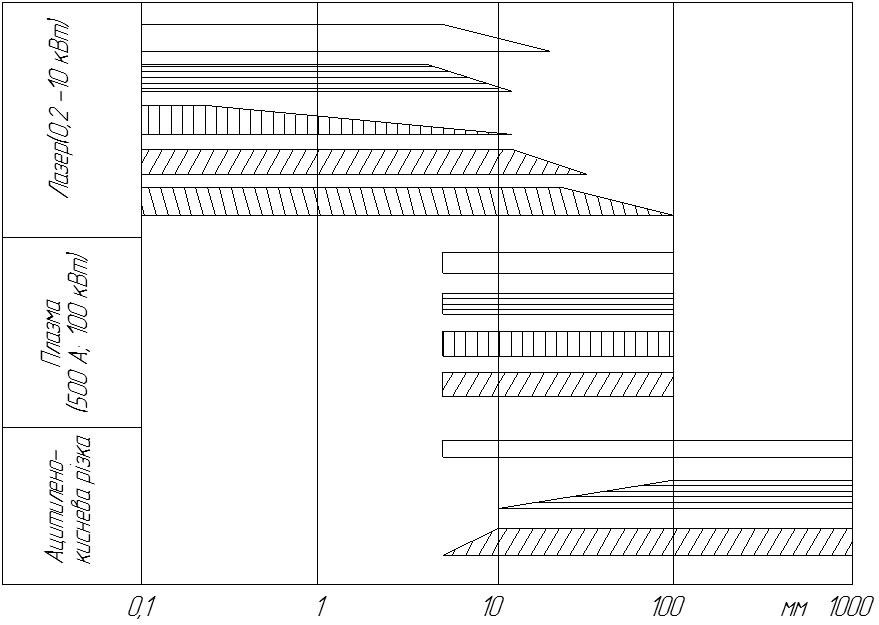 Лазер(0,2 –10 кВт)
Плазма
(500 А; 100 кВт)
Ацитилено–
киснева різка
0,1 1 10 100 мм 1000